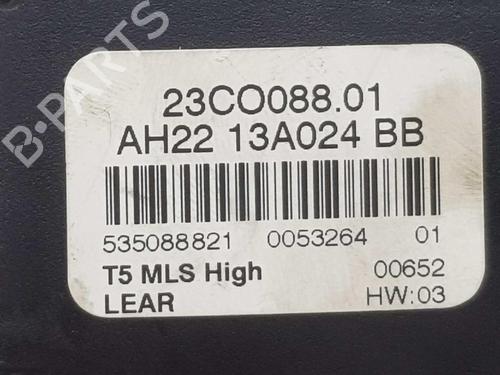 B-PARTS
23CO088.01
AH22 13A024 BB
535088821 0053264 01
T5 MLS High 00652
LEAR HW:03